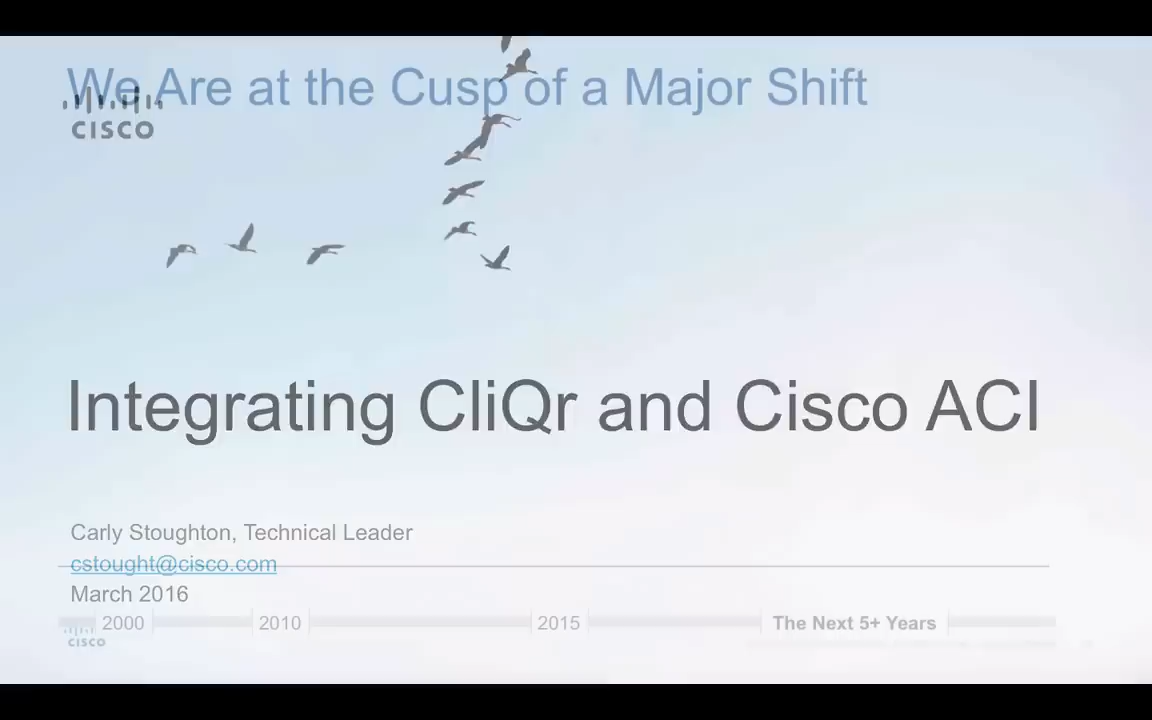 We Are at the Cusp of a Major Shift
CISCO
Integrating CliQr and Cisco ACI
Carly Stoughton, Technical Leader
cstought@cisco.com
March 2016
2000
2010
2015
The Next 5+ Years
CISCO